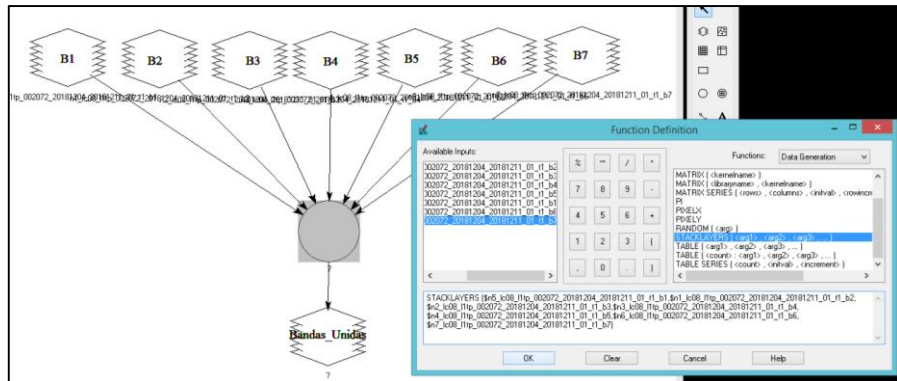 B1
B2
B3
B4
B5
B6
B7
?
Bandas_Unidas
?
Function Definition
Available Inputs:
002072_20181204_20181211_01_t1_b2
002072_20181204_20181211_01_t1_b3
002072_20181204_20181211_01_t1_b4
002072_20181204_20181211_01_t1_b5
002072_20181204_20181211_01_t1_b1
002072_20181204_20181211_01_t1_b6
Functions:
Data Generation
7 8 9 -
4 5 6 +
1 2 3 (
, 0 . )
MATRIX ( <kernelname> )
MATRIX ( <libraryname> , <kernelname> )
MATRIX SERIES ( <rows> , <columns> , <initval> , <rowincre
PI
PIXELX
PIXELY
RANDOM ( <arg> )
STACKLAYERS ( <arg1> , <arg2> , <arg3> , ... )
TABLE ( <arg1> , <arg2> , <arg3> , ... )
TABLE ( <count> : <arg1> , <arg2> , <arg3> , ... )
TABLE SERIES ( <count> , <initval> , <increment> )
STACKLAYERS ($n5_lc08_l1tp_002072_20181204_20181211_01_t1_b1,$n1_lc08_l1tp_002072_20181204_20181211_01_t1_b2,
$n2_lc08_l1tp_002072_20181204_20181211_01_t1_b3,$n3_lc08_l1tp_002072_20181204_20181211_01_t1_b4,
$n4_lc08_l1tp_002072_20181204_20181211_01_t1_b5,$n6_lc08_l1tp_002072_20181204_20181211_01_t1_b6,
$n7_lc08_l1tp_002072_20181204_20181211_01_t1_b7)
OK
Clear
Cancel
Help